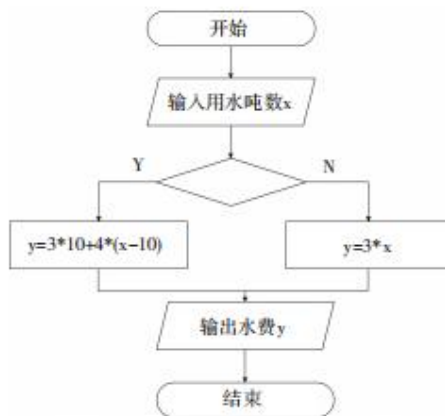 开始
输入用水吨数x
Y
N
y=3*10+4*(x-10)
y=3*x
输出水费y
结束